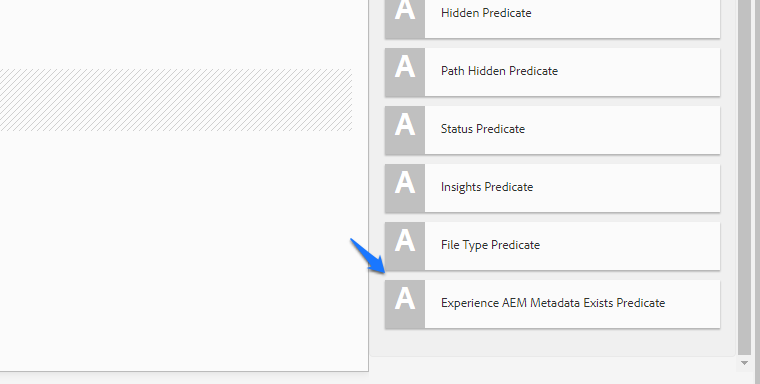 A Hidden Predicate
A Path Hidden Predicate
A Status Predicate
A Insights Predicate
A File Type Predicate
A Experience AEM Metadata Exists Predicate